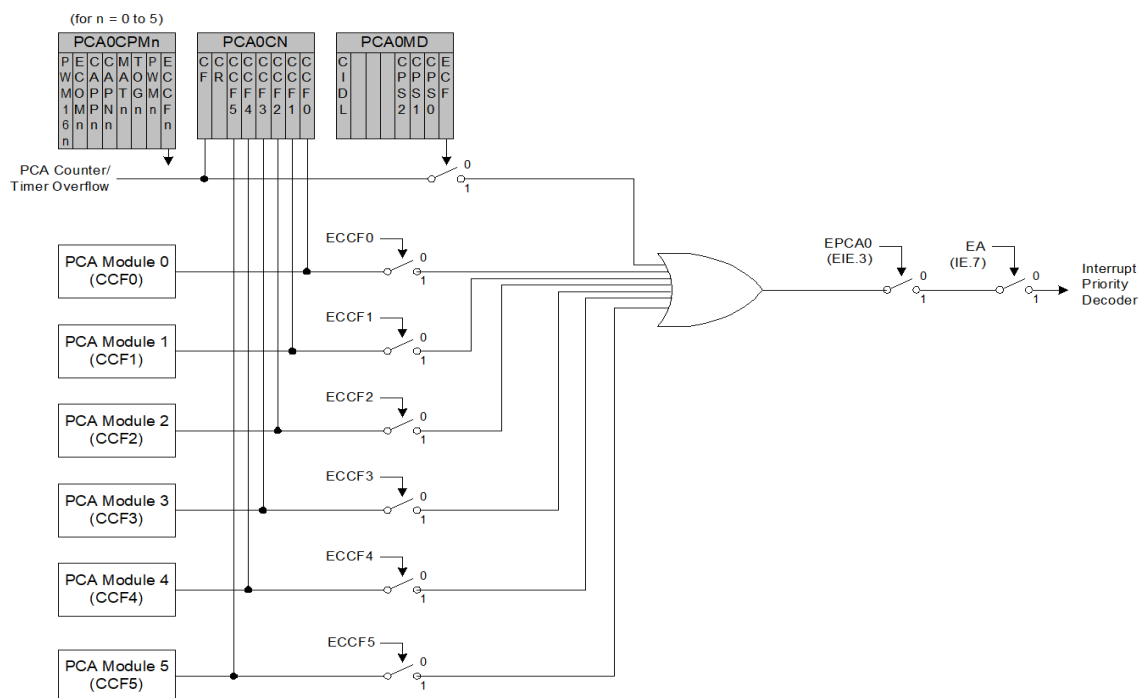 (for n = 0 to 5)
PCA0CPMn
PCA0CN
PCA0MD
PWM16n
ECOMn
CAPPn
CAPNn
MATn
TOGn
PWMn
ECCFn
CF
CR
CCF5
CCF4
CCF3
CCF2
CCF1
CCF0
CIDL
CPS2
CPS1
CPS0
ECF
PCA Counter/
Timer Overflow
0
1
PCA Module 0
(CCF0)
ECCF0
0
1
EPCA0
(EIE.3)
0
1
EA
(IE.7)
0
1
Interrupt
Priority
Decoder
PCA Module 1
(CCF1)
ECCF1
0
1
PCA Module 2
(CCF2)
ECCF2
0
1
PCA Module 3
(CCF3)
ECCF3
0
1
PCA Module 4
(CCF4)
ECCF4
0
1
PCA Module 5
(CCF5)
ECCF5
0
1